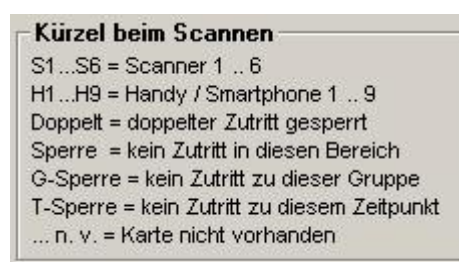 Kürzel beim Scannen
S1...S6 = Scanner 1 .. 6
H1...H9 = Handy / Smartphone 1 .. 9
Doppelt = doppelter Zutritt gesperrt
Sperre = kein Zutritt in diesen Bereich
G-Sperre = kein Zutritt zu dieser Gruppe
T-Sperre = kein Zutritt zu diesem Zeitpunkt
... n. v. = Karte nicht vorhanden